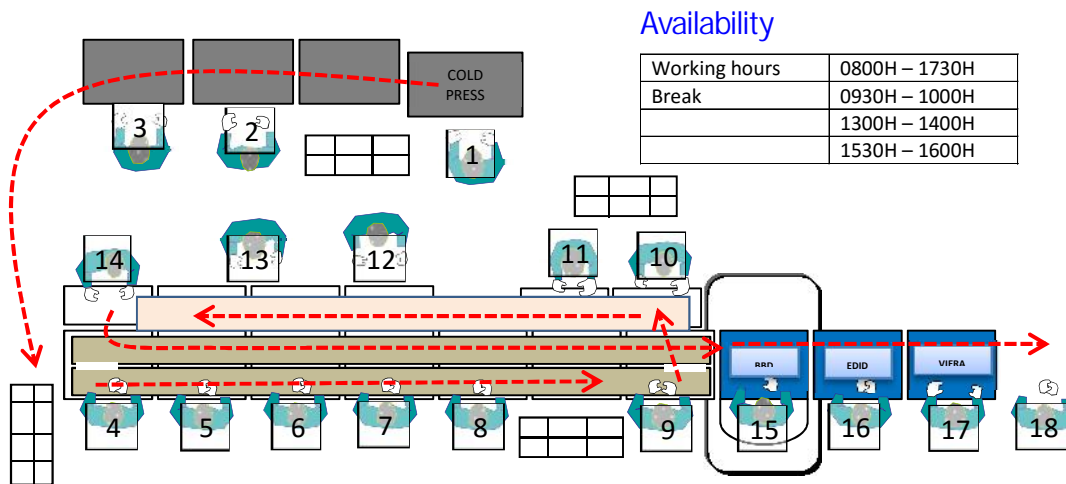 Availability
Working hours 0800H – 1730H
Break 0930H – 1000H
1300H – 1400H
1530H – 1600H
COLD
PRESS
3
2
1
14
13
12
11
10
EDID
VIERA
4
5
6
7
8
9
15
16
17
18